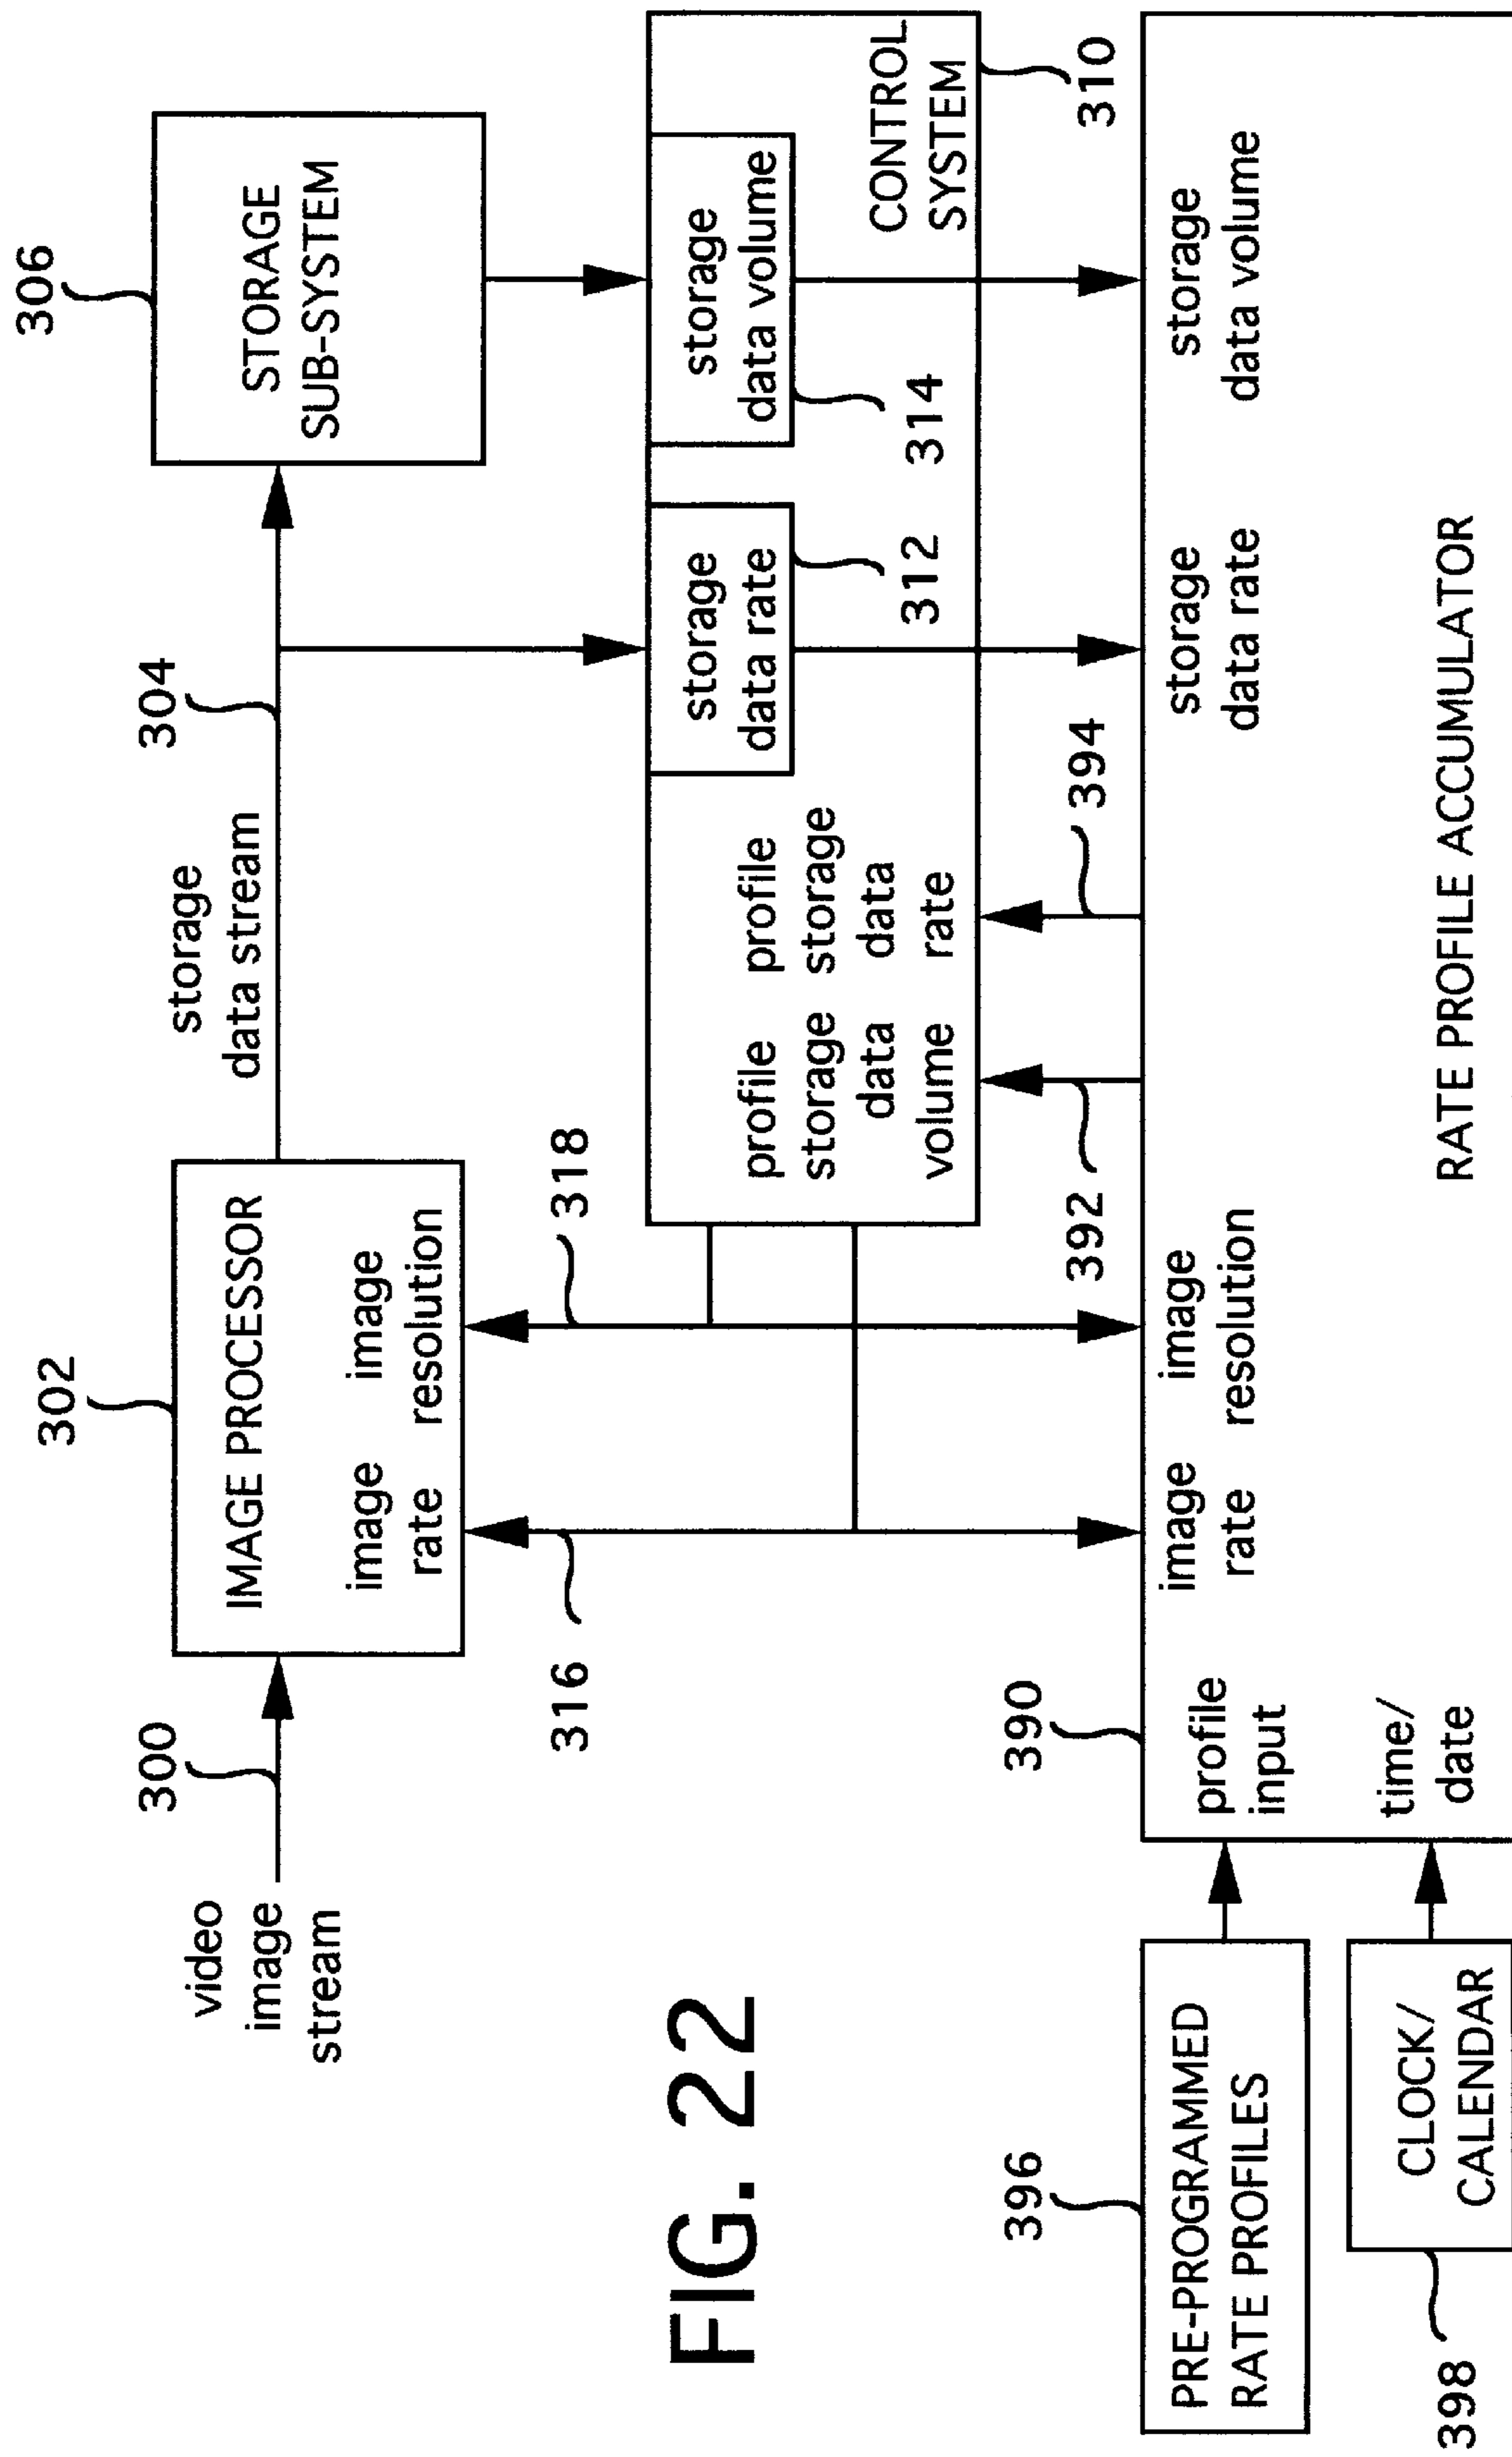 306
304
302
300
STORAGE
SUB-SYSTEM
storage
data stream
IMAGE PROCESSOR
image
rate
image
resolution
video
image
stream
316
318
storage
data volume
314
storage
data rate
312
CONTROL
SYSTEM
310
profile
storage
data
volume
profile
storage
data
rate
392
394
FIG. 22
396
PRE-PROGRAMMED
RATE PROFILES
398
CLOCK/
CALENDAR
390
profile
input
time/
date
image
rate
image
resolution
storage
data rate
storage
data volume
RATE PROFILE ACCUMULATOR